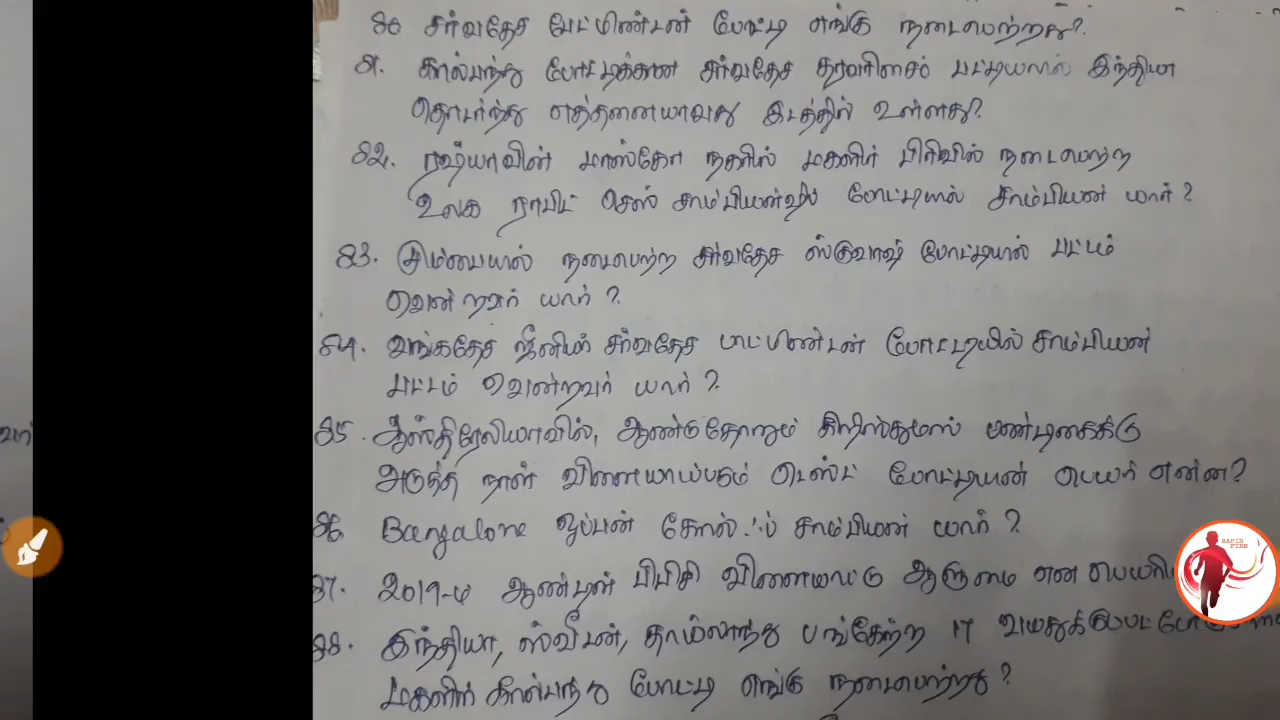 80 சர்வதேச பேட்மிண்டன் போட்டி எங்கு நடைபெற்றது?
81. கால்பந்து போட்டிக்கான சர்வதேச தரவரிசைப் பட்டியலில் இந்தியா
தொடர்ந்து எத்தனையாவது இடத்தில் உள்ளது?
82. ரஷ்யாவின் மாஸ்கோ நகரில் மகளிர் பிரிவில் நடைபெற்ற
உலக ராபிட் செஸ் சாம்பியன்ஷிப் போட்டியில் சாம்பியன் யார்?
83. மும்பையில் நடைபெற்ற சர்வதேச ஸ்குவாஷ் போட்டியில் பட்டம்
வென்றவர் யார்?
84. வங்கதேச ஜீனியர் சர்வதேச பாட்மிண்டன் போட்டியில் சாம்பியன்
பட்டம் வென்றவர் யார்?
85. ஆஸ்திரேலியாவில், ஆண்டுதோறும் கிறிஸ்துமஸ் பண்டிகைக்கு
அடுத்த நாள் விளையாடப்படும் டெஸ்ட் போட்டியின் பெயர் என்ன?
86. Bangalore ஓப்பன் கோல்ஃப் சாம்பியன் யார்?
87. 2019-ம் ஆண்டின் பிபிசி விளையாட்டு ஆளுமை என
88. இந்தியா, ஸ்வீடன், தாய்லாந்து பங்கேற்ற 17 வயதுக்குட்பட்டோருக்கான
மகளிர் கால்பந்து போட்டி எங்கு நடைபெற்றது?
RAPID
FIRE